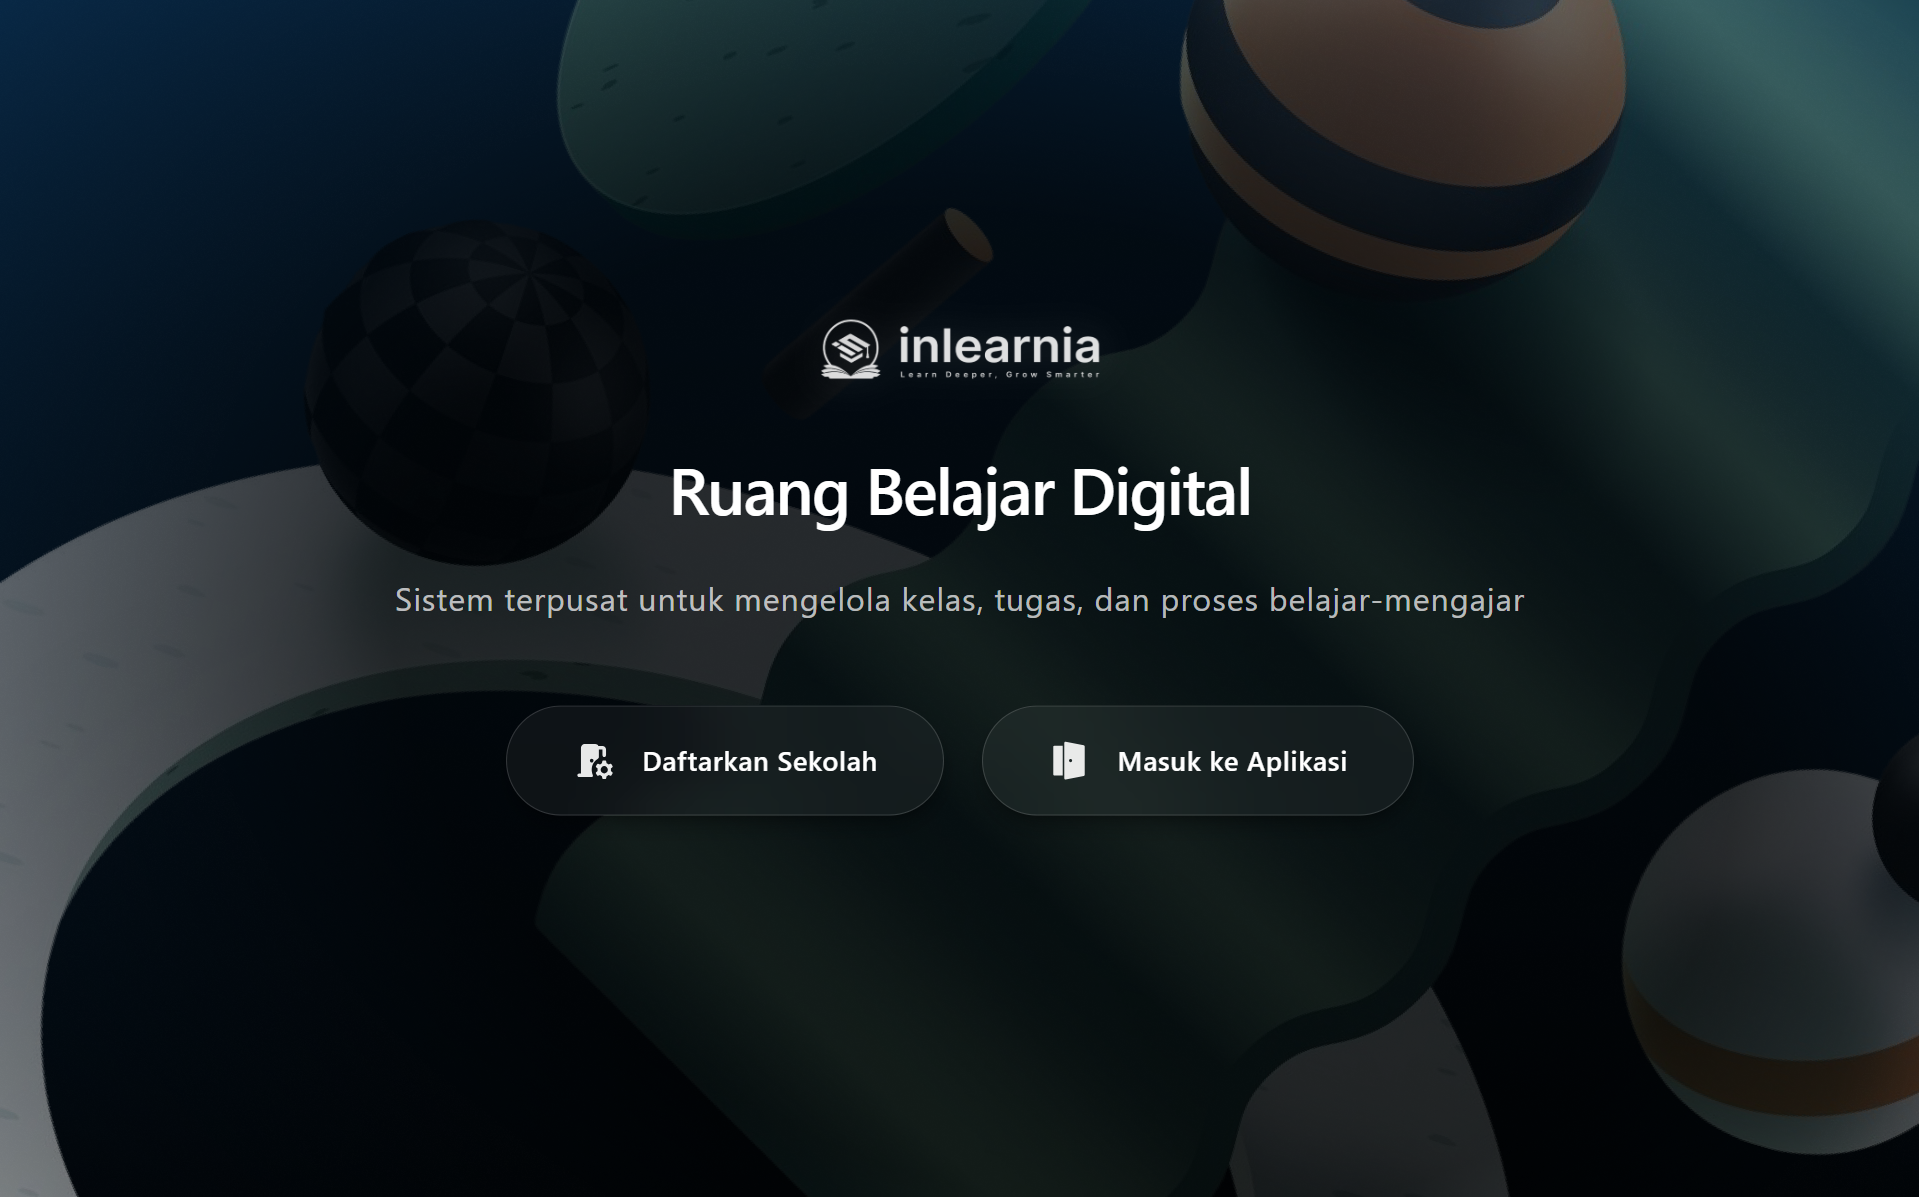 inlearnia
Learn Deeper, Grow Smarter
Ruang Belajar Digital
Sistem terpusat untuk mengelola kelas, tugas, dan proses belajar-mengajar
Daftarkan Sekolah
Masuk ke Aplikasi